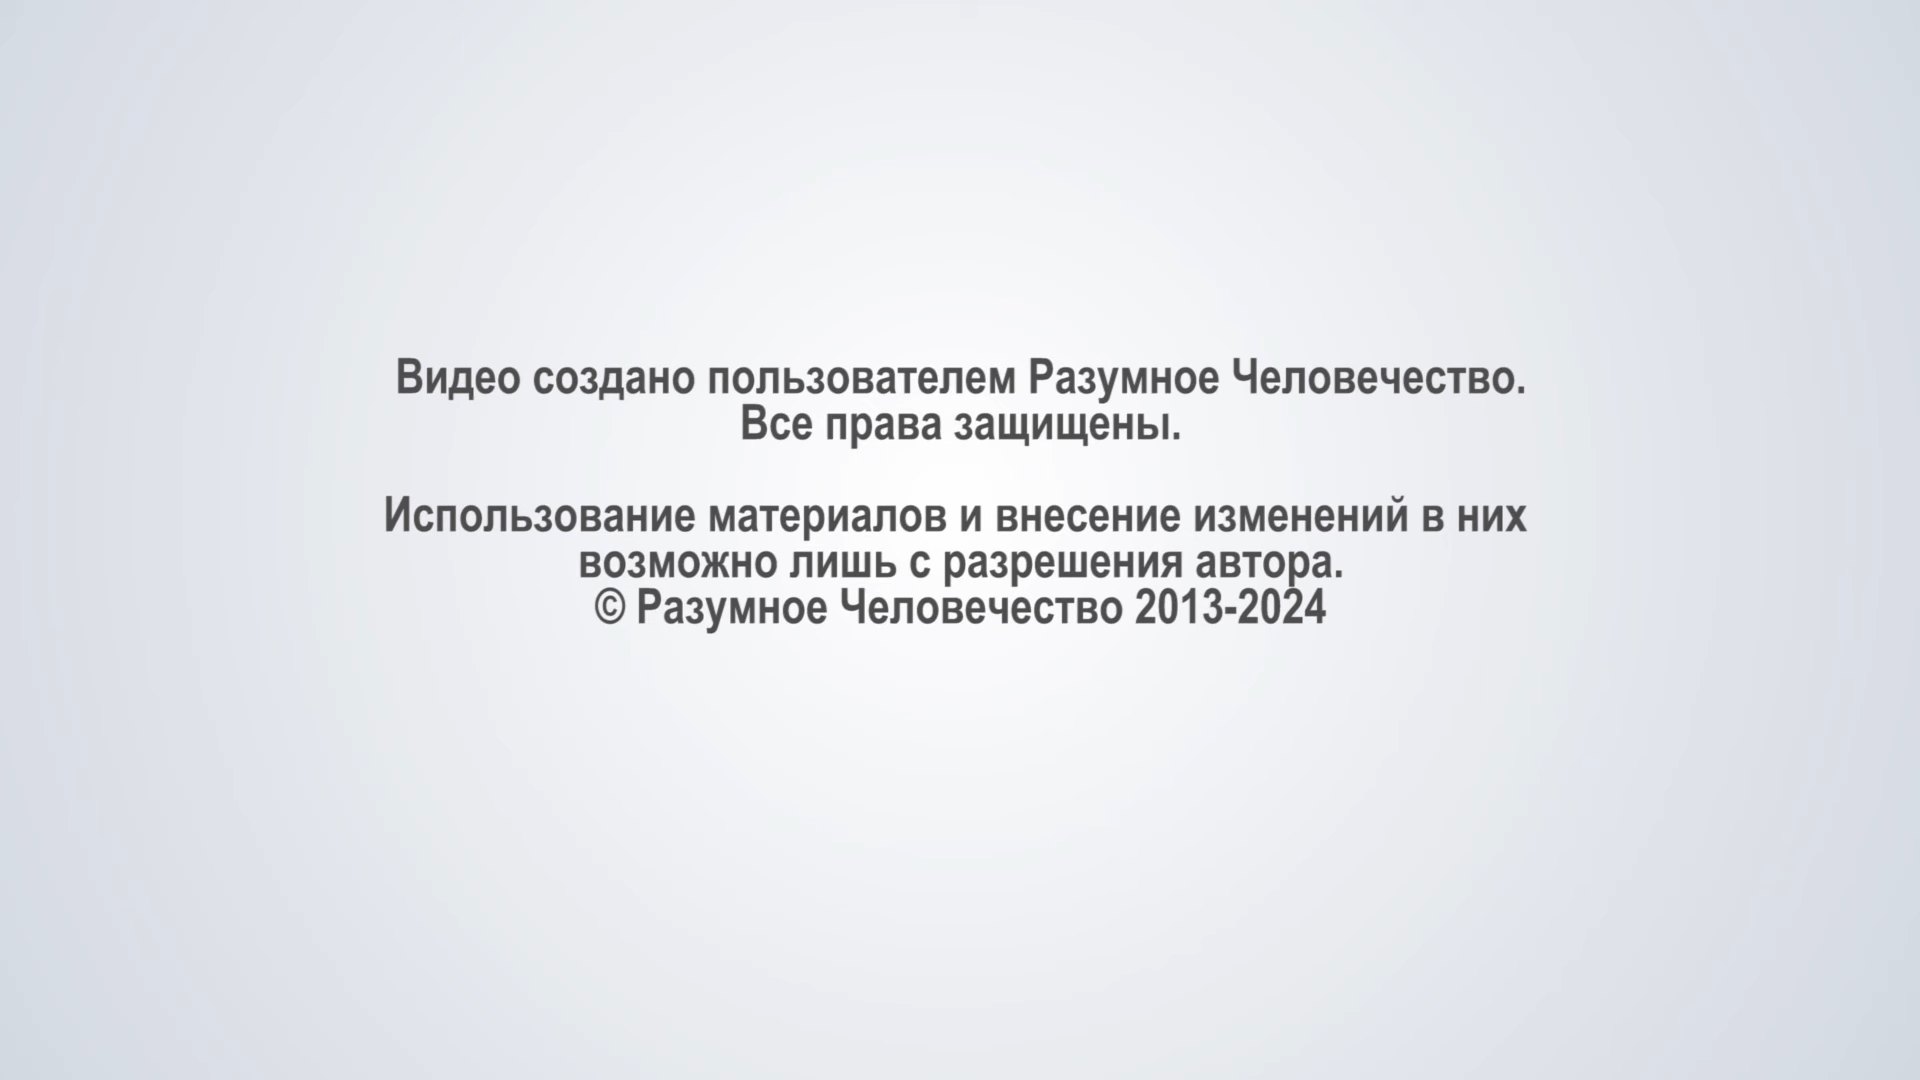 Видео создано пользователем Разумное Человечество.
Все права защищены.
Использование материалов и внесение изменений в них
возможно лишь с разрешения автора.
© Разумное Человечество 2013-2024